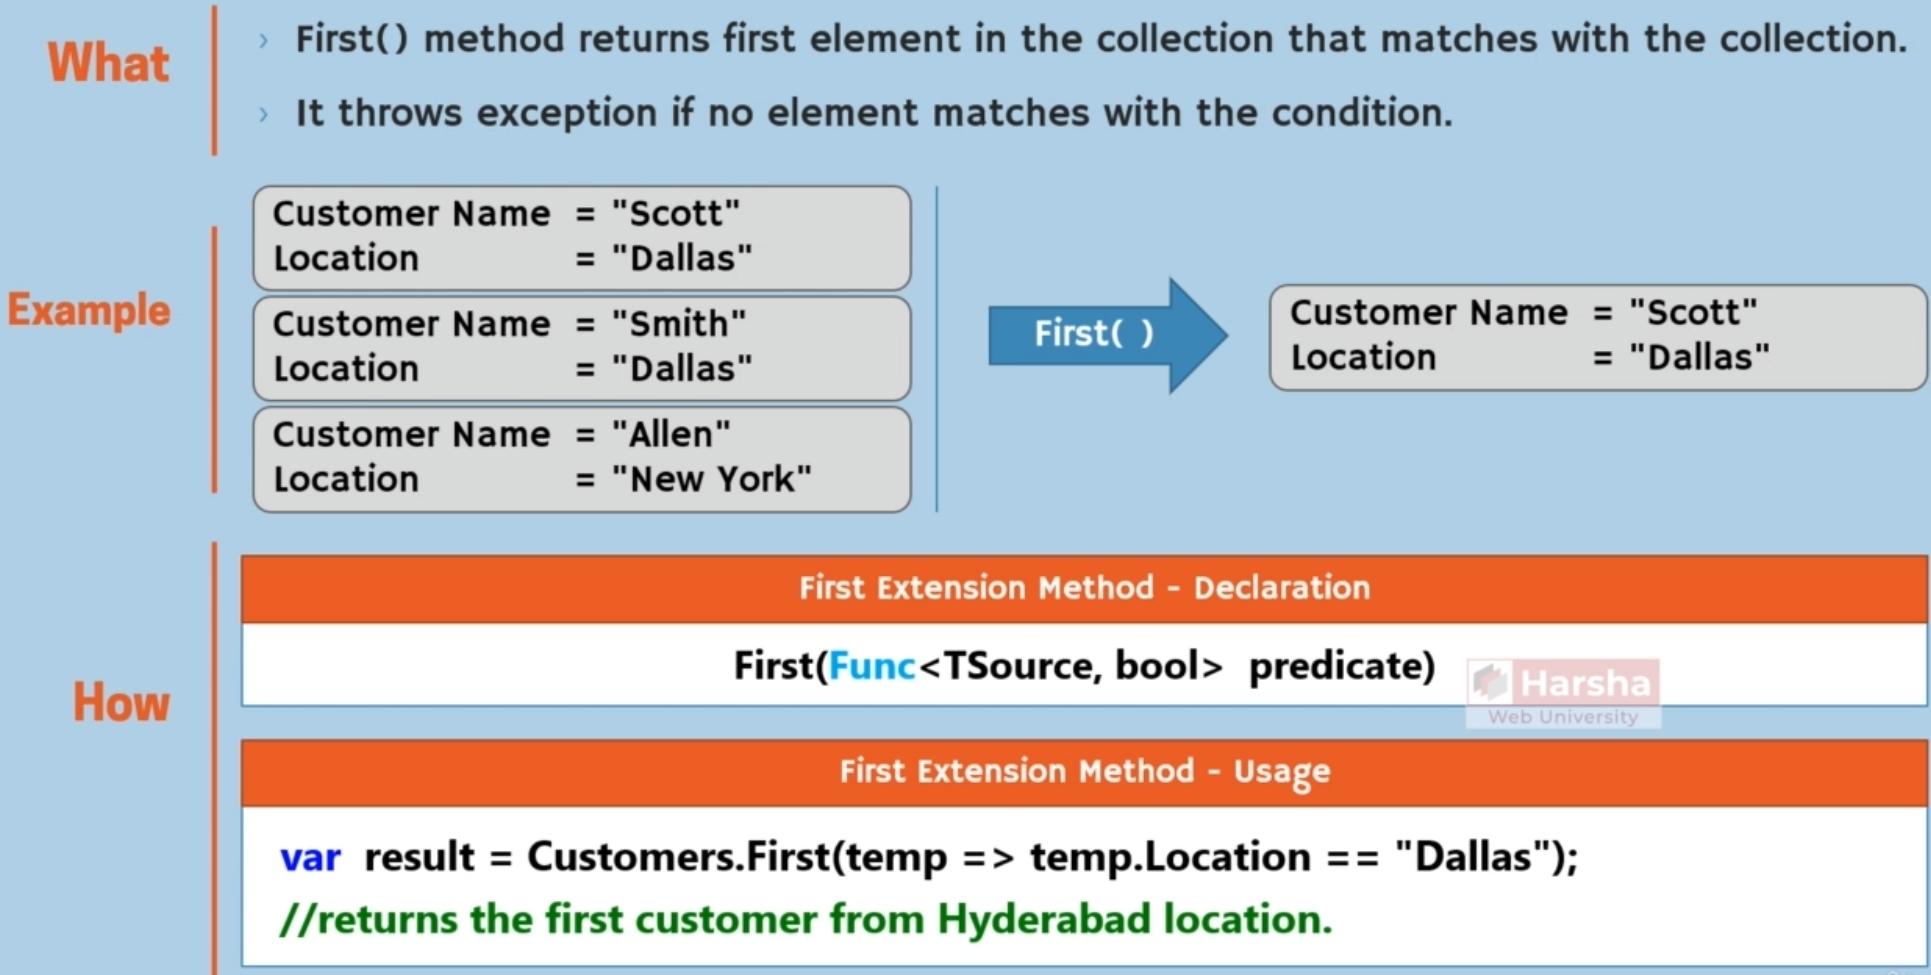 What
› First() method returns first element in the collection that matches with the collection.
› It throws exception if no element matches with the condition.
Example
Customer Name = "Scott"
Location = "Dallas"
Customer Name = "Smith"
Location = "Dallas"
Customer Name = "Allen"
Location = "New York"
First( )
Customer Name = "Scott"
Location = "Dallas"
How
First Extension Method - Declaration
First(Func<TSource, bool> predicate)
Harsha
Web University
First Extension Method - Usage
var result = Customers.First(temp => temp.Location == "Dallas");
//returns the first customer from Hyderabad location.